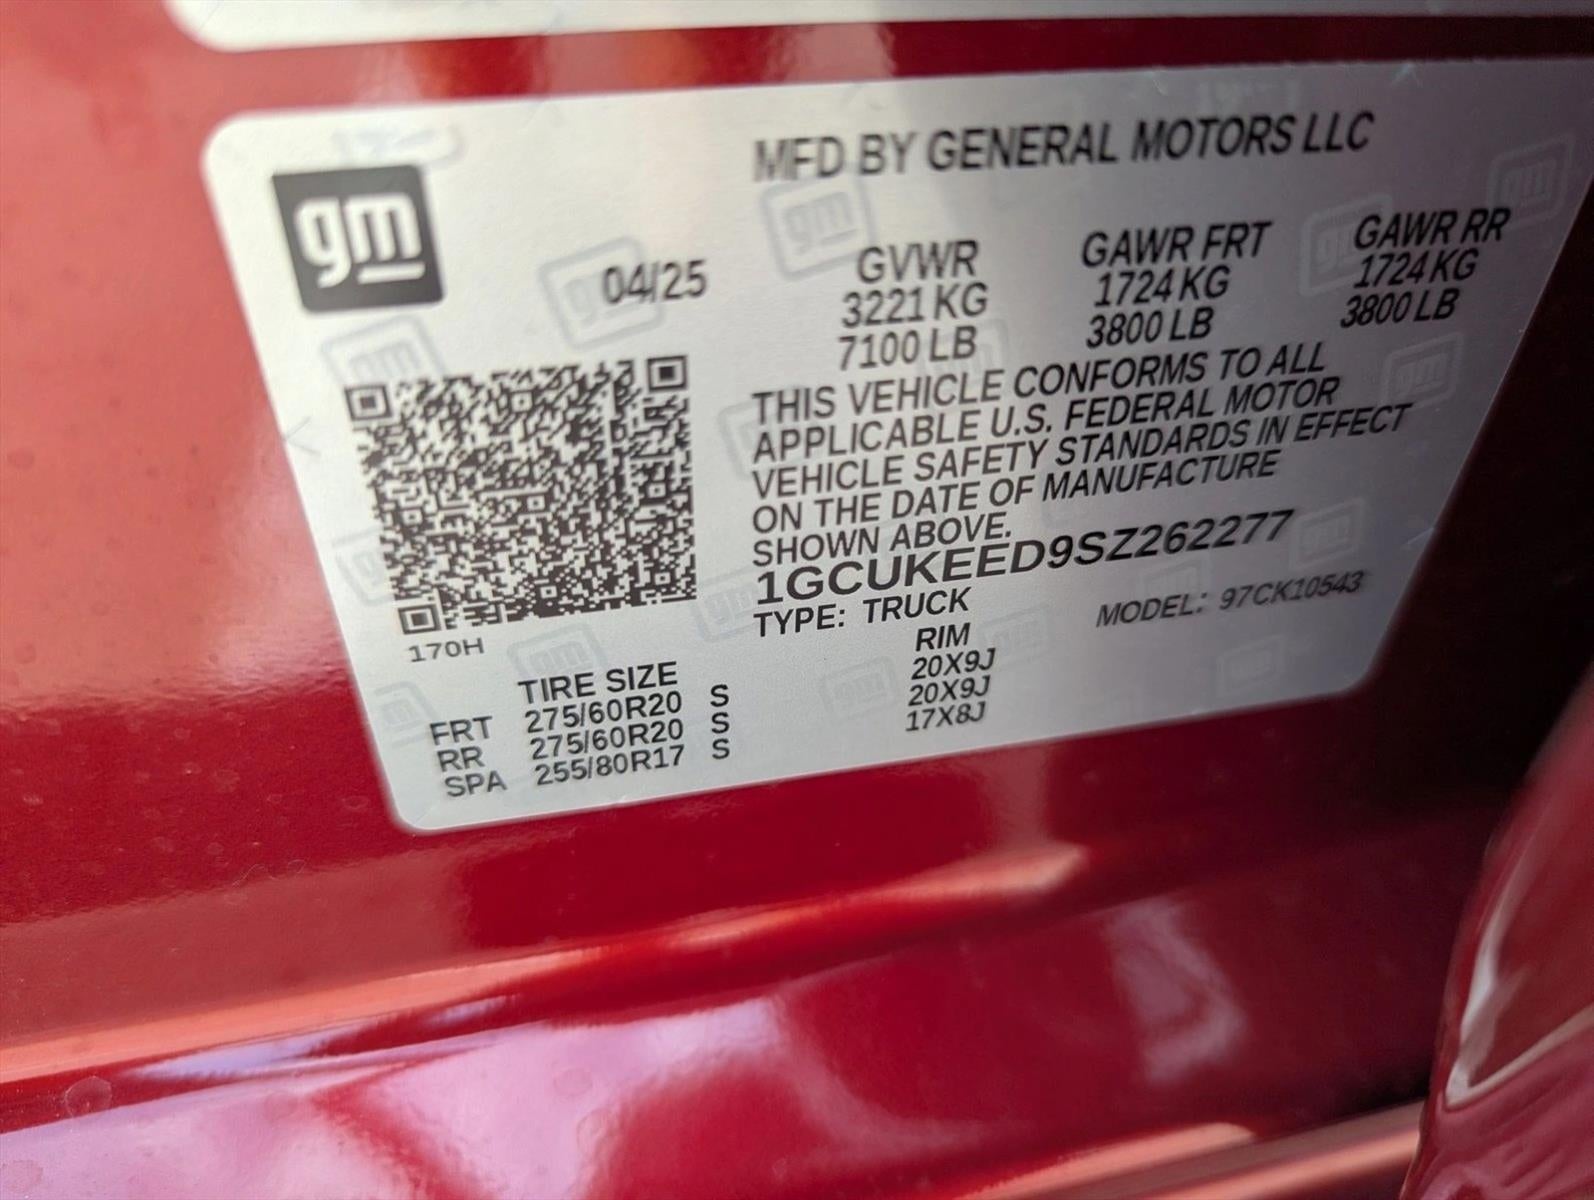 gm
MFD BY GENERAL MOTORS LLC
04/25
GVWR GAWR FRT GAWR RR
3221 KG 1724 KG 1724 KG
7100 LB 3800 LB 3800 LB
THIS VEHICLE CONFORMS TO ALL
APPLICABLE U.S. FEDERAL MOTOR
VEHICLE SAFETY STANDARDS IN EFFECT
ON THE DATE OF MANUFACTURE
SHOWN ABOVE.
1GCUKEED9SZ262277
TYPE: TRUCK MODEL: 97CK10543
170H
TIRE SIZE RIM
FRT 275/60R20 S 20X9J
RR 275/60R20 S 20X9J
SPA 255/80R17 S 17X8J